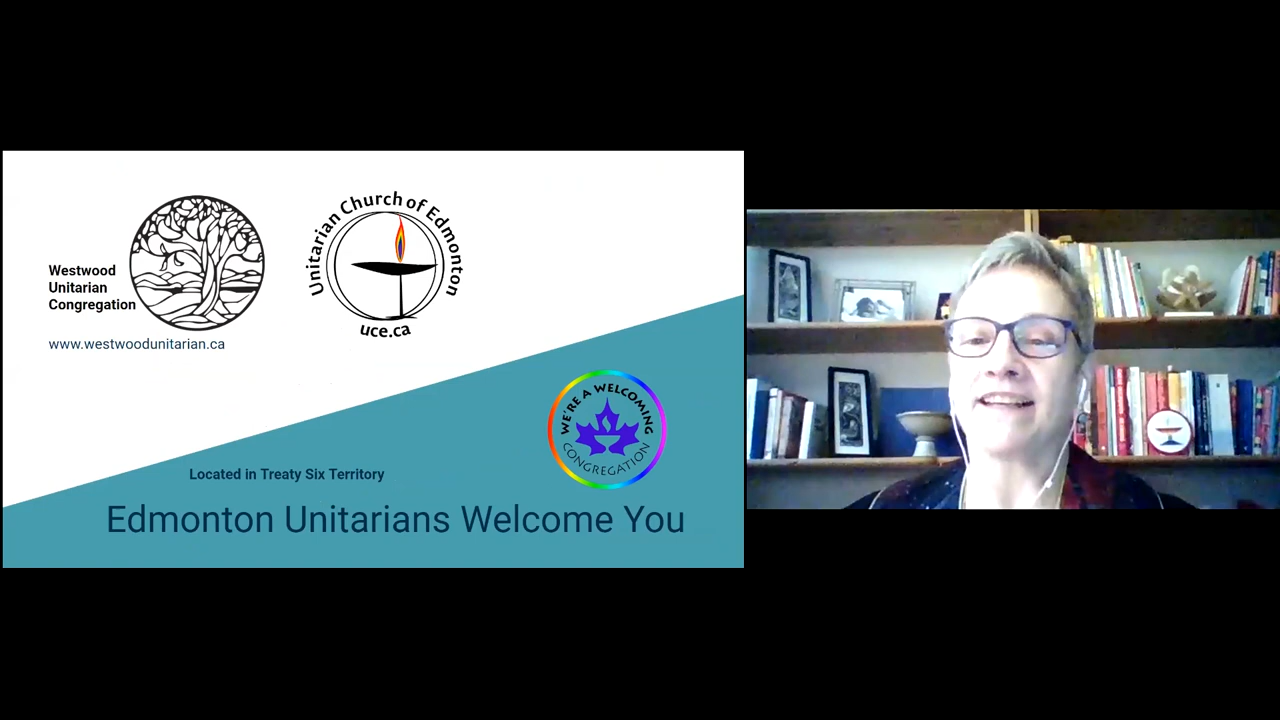 Westwood
Unitarian
Congregation
www.westwoodunitarian.ca
Unitarian Church of Edmonton
uce.ca
WE'RE A WELCOMING
CONGREGATION
Located in Treaty Six Territory
Edmonton Unitarians Welcome You